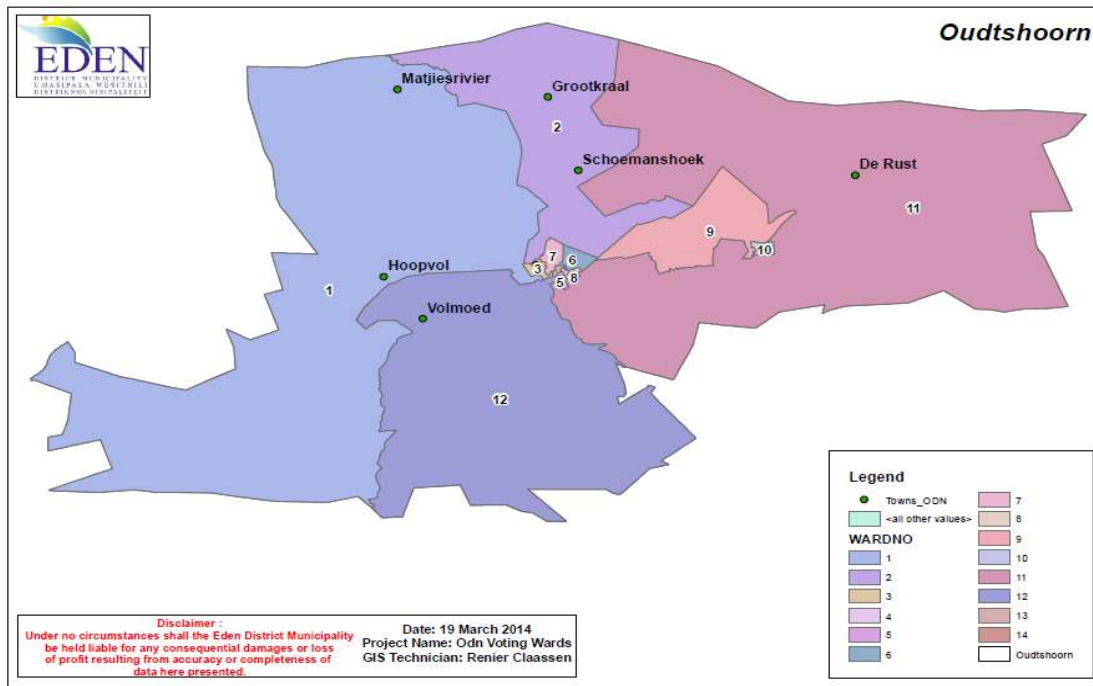 EDEN
DISTRICT MUNICIPALITY
UMASIPALA WESITHILI
DISTRIKSMUNISIPALITEIT
Oudtshoorn
Matjiesrivier
Grootkraal
2
Schoemanshoek
De Rust
11
9
10
7
6
3
8
5
Hoopvol
1
Volmoed
12
Legend
Towns_ODN
<all other values>
WARDNO
1
2
3
4
5
6
7
8
9
10
11
12
13
14
Oudtshoorn
Disclaimer :
Under no circumstances shall the Eden District Municipality
be held liable for any consequential damages or loss
of profit resulting from accuracy or completeness of
data here presented.
Date: 19 March 2014
Project Name: Odn Voting Wards
GIS Technician: Renier Claassen